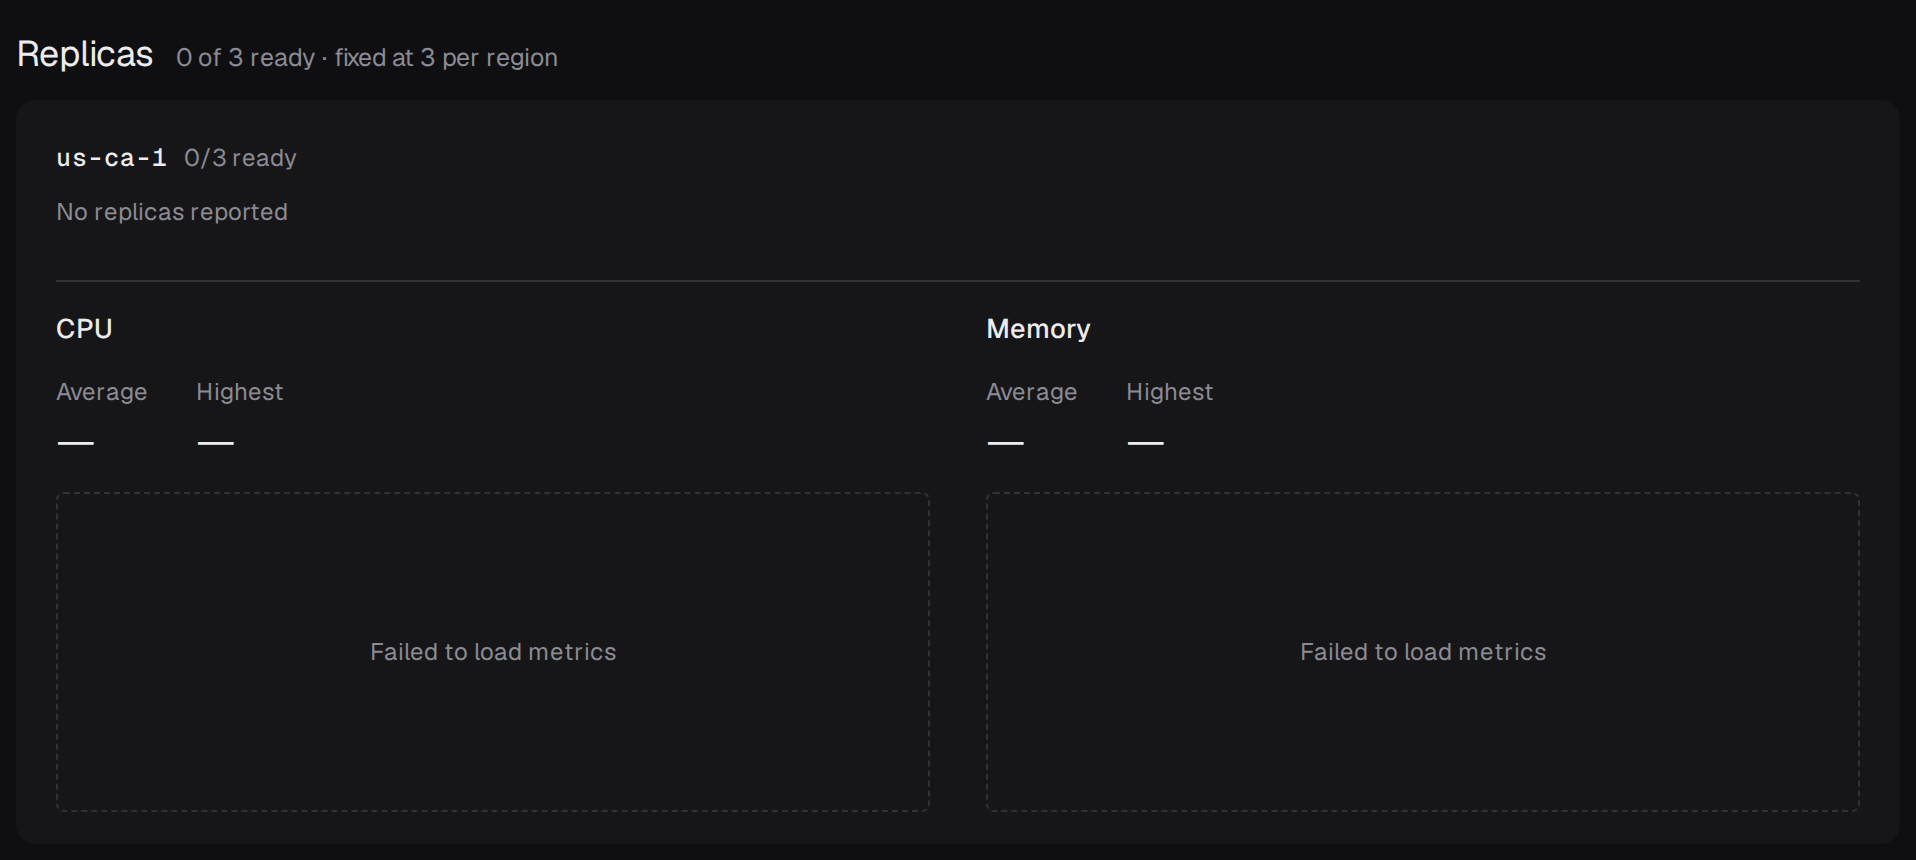 Replicas 0 of 3 ready · fixed at 3 per region
us-ca-1 0/3 ready
No replicas reported
CPU
Average Highest
— —
Failed to load metrics
Memory
Average Highest
— —
Failed to load metrics